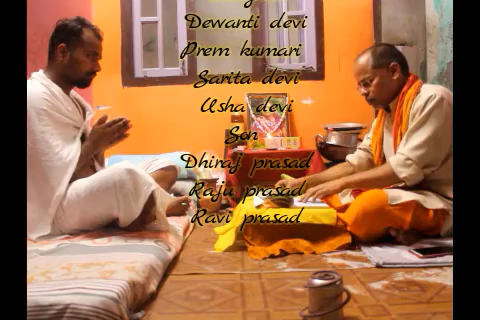 Dewanti devi
Prem kumari
Sarita devi
Usha devi
Son
Dhiraj prasad
Raju prasad
Ravi prasad